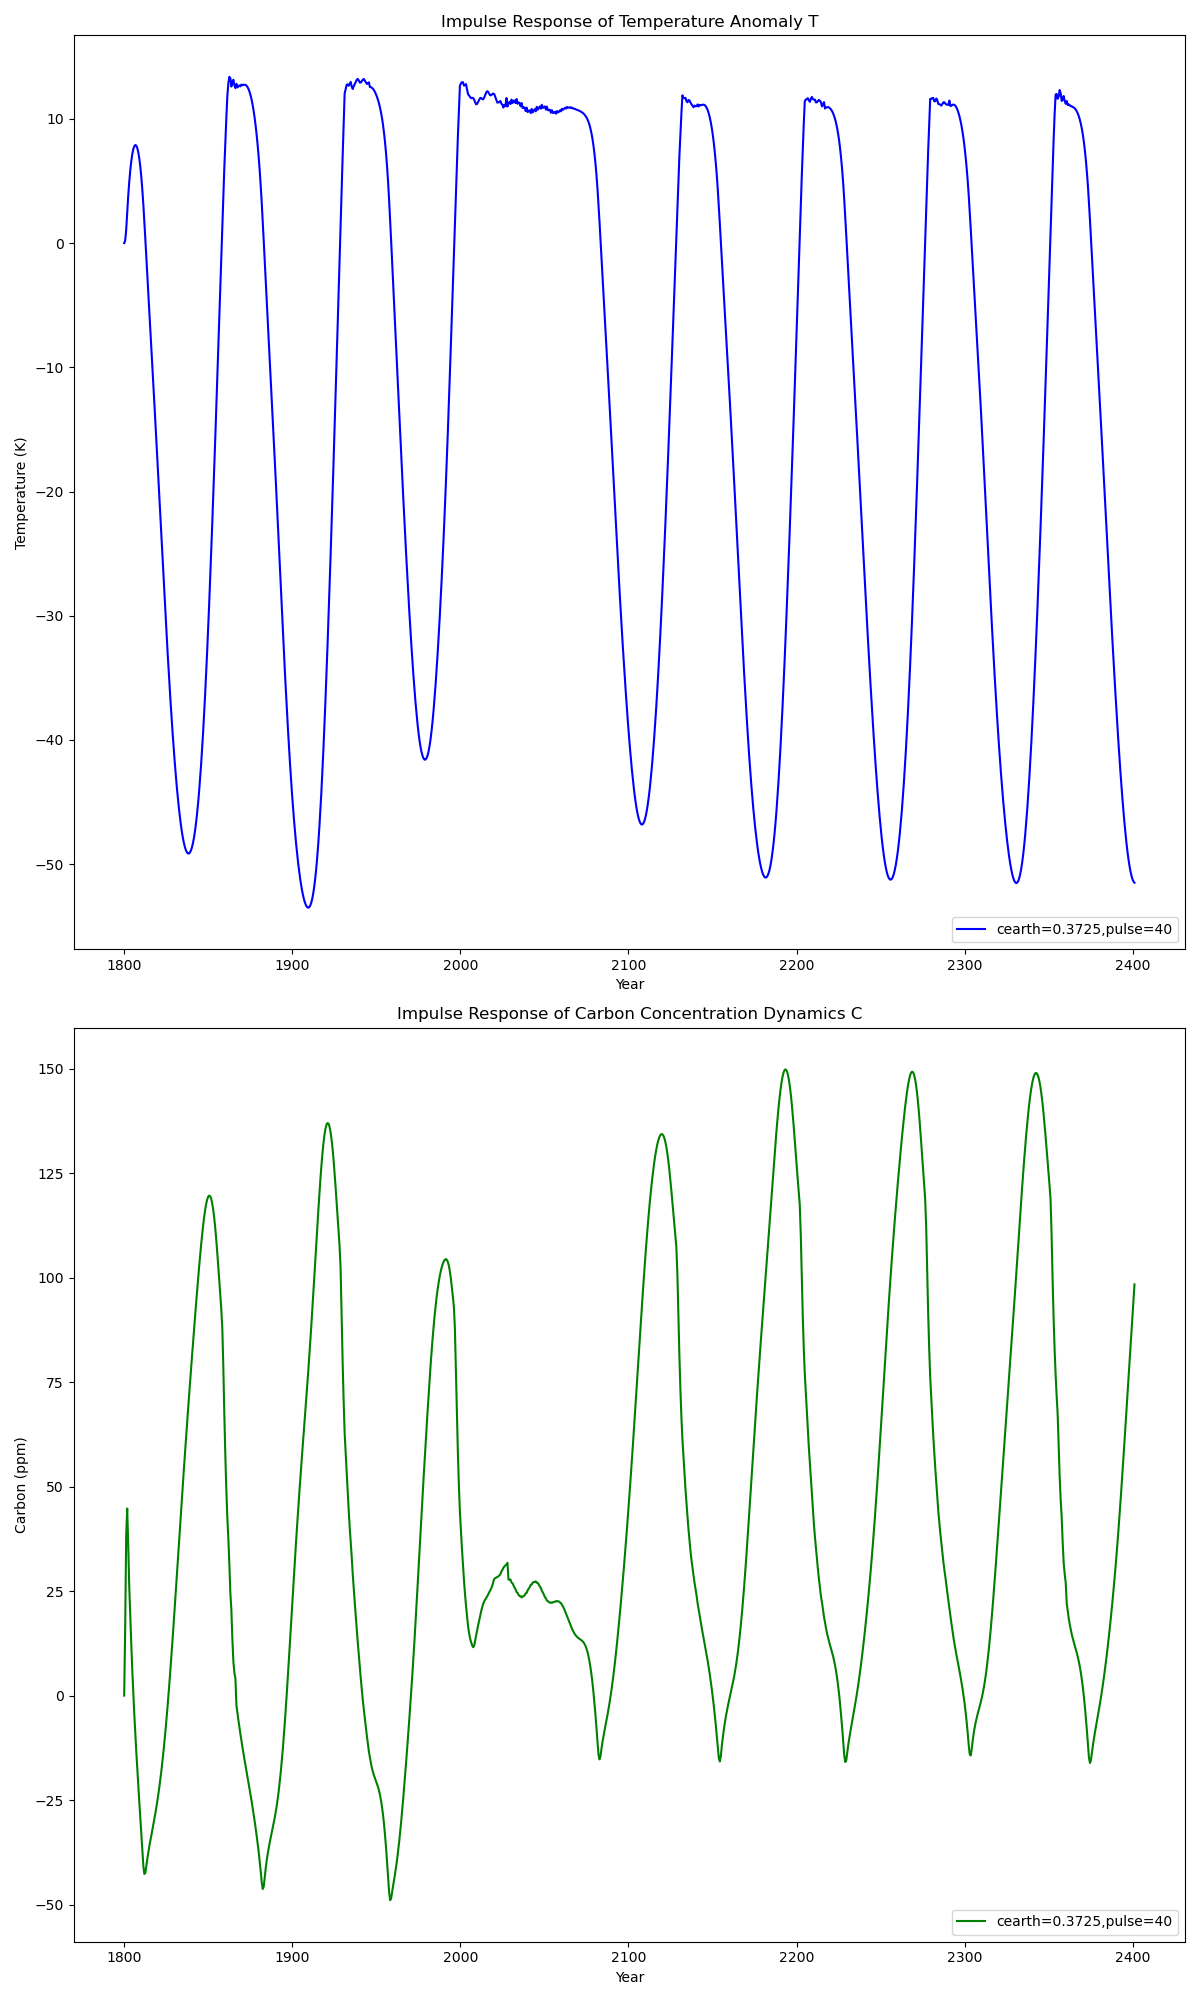 Impulse Response of Temperature Anomaly T
10
0
−10
−20
−30
−40
−50
Temperature (K)
cearth=0.3725,pulse=40
1800 1900 2000 2100 2200 2300 2400
Year
Impulse Response of Carbon Concentration Dynamics C
150
125
100
75
50
25
0
−25
−50
Carbon (ppm)
cearth=0.3725,pulse=40
1800 1900 2000 2100 2200 2300 2400
Year